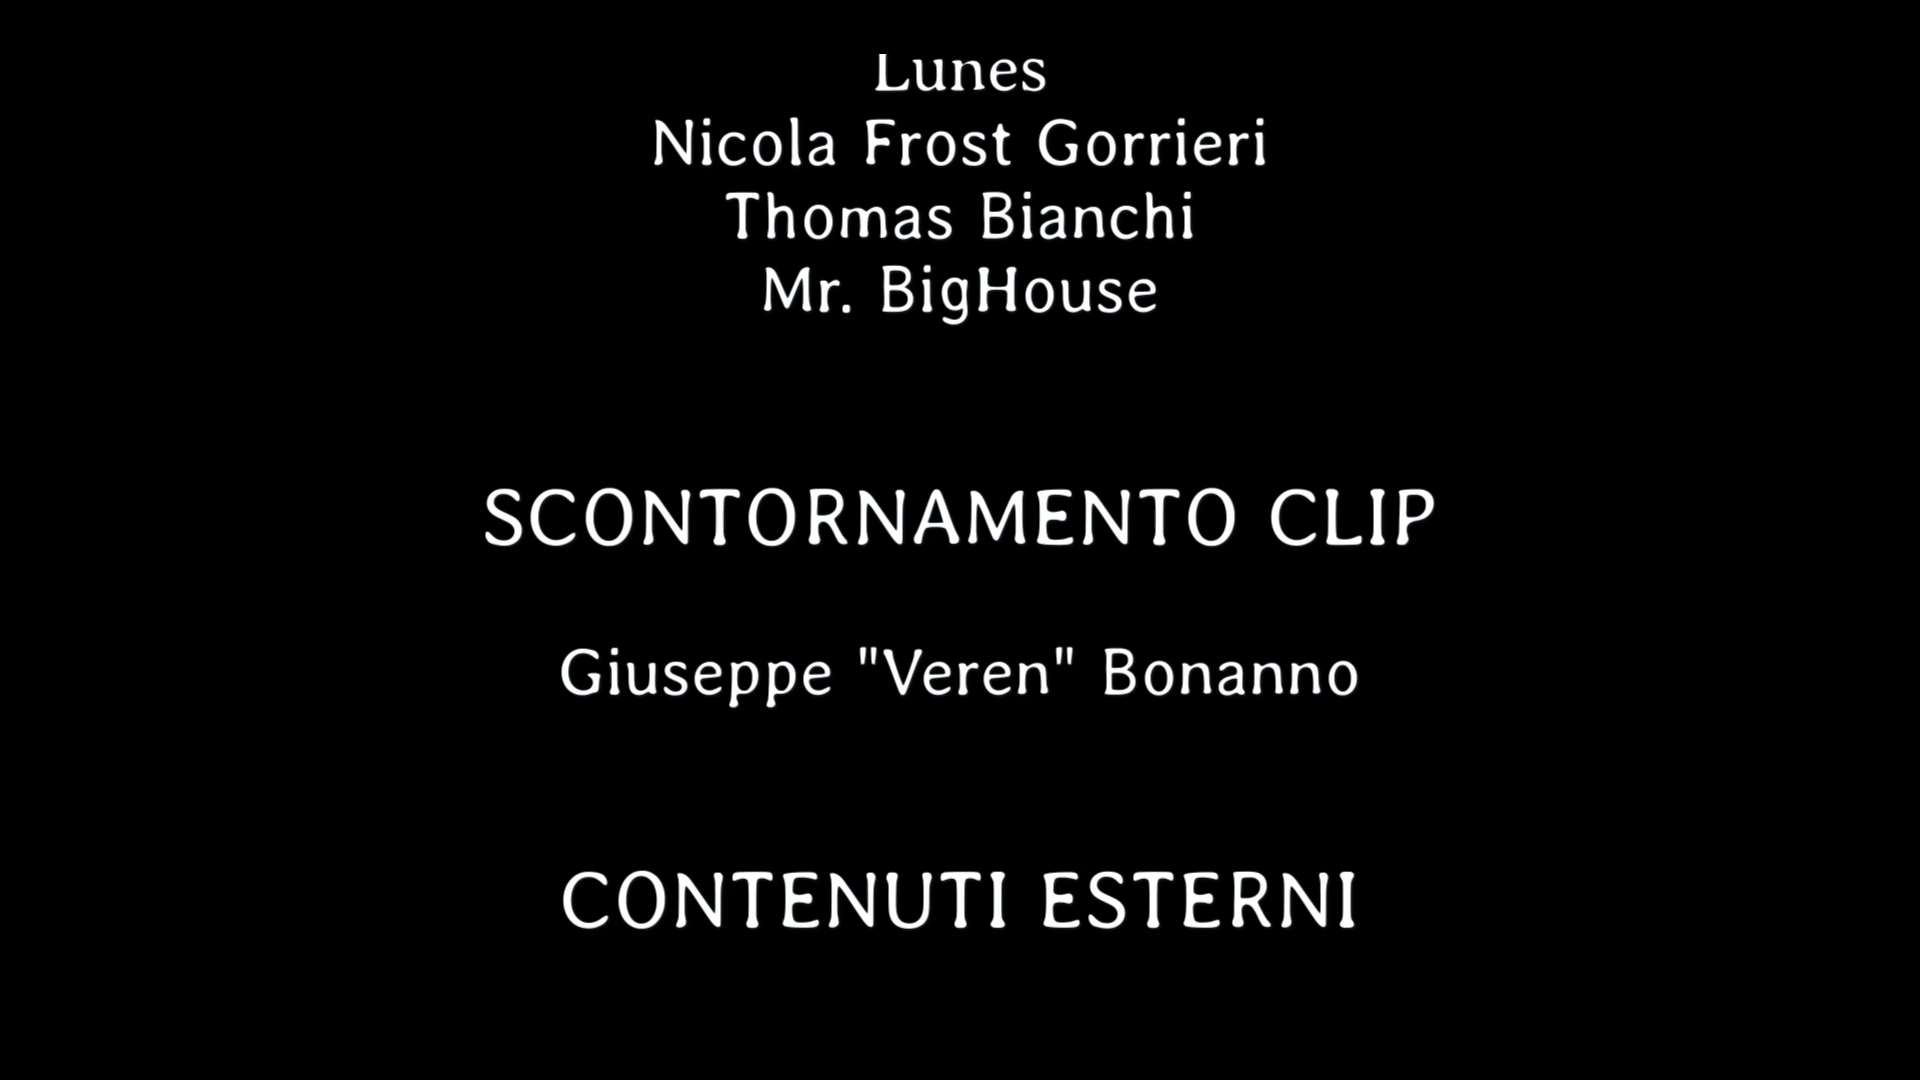 Lunes
Nicola Frost Gorrieri
Thomas Bianchi
Mr. BigHouse
SCONTORNAMENTO CLIP
Giuseppe "Veren" Bonanno
CONTENUTI ESTERNI